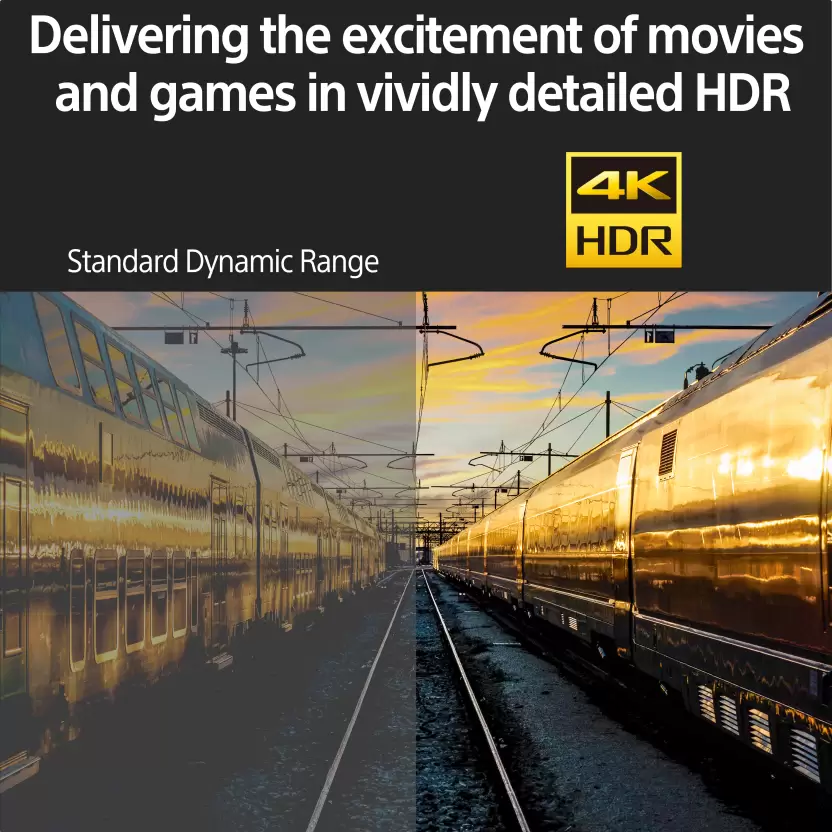 Delivering the excitement of movies
and games in vividly detailed HDR
4K
HDR
Standard Dynamic Range